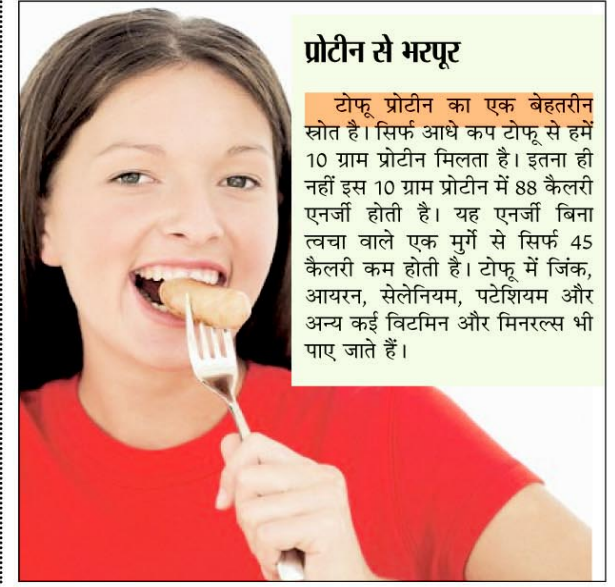 प्रोटीन से भरपूर
टोफू प्रोटीन का एक बेहतरीन
स्रोत है। सिर्फ आधे कप टोफू से हमें
10 ग्राम प्रोटीन मिलता है। इतना ही
नहीं इस 10 ग्राम प्रोटीन में 88 कैलरी
एनर्जी होती है। यह एनर्जी बिना
त्वचा वाले एक मुर्गे से सिर्फ 45
कैलरी कम होती है। टोफू में जिंक,
आयरन, सेलेनियम, पटेशियम और
अन्य कई विटमिन और मिनरल्स भी
पाए जाते हैं।